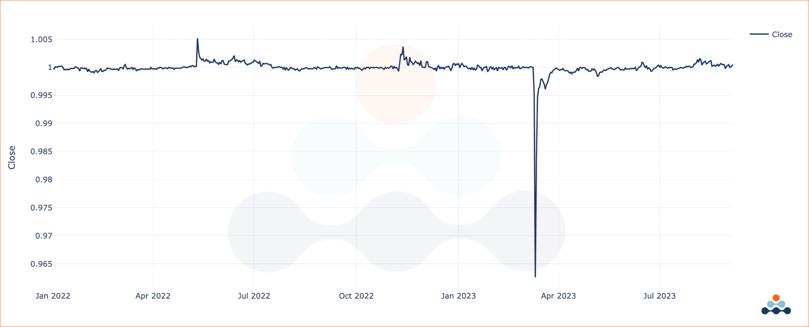 1.005
Close
1
0.995
0.99
0.985
Close
0.98
0.975
0.97
0.965
Jan 2022
Apr 2022
Jul 2022
Oct 2022
Jan 2023
Apr 2023
Jul 2023